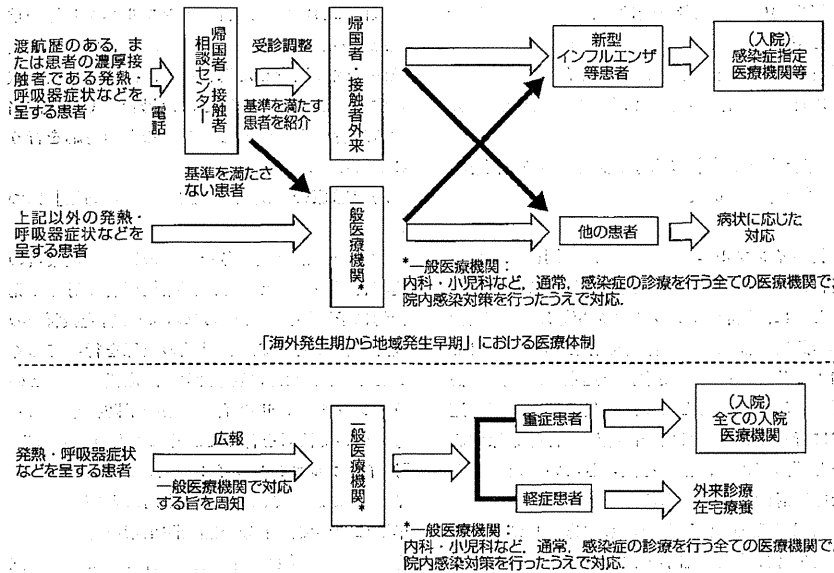 渡航歴のある，ま
たは患者の濃厚接
触者である発熱・
呼吸器症状などを
呈する患者
電話
帰国者・接触者
相談センター
受診調整
基準を満たす
患者を紹介
基準を満たさ
ない患者
帰国者・接触者外来
新型
インフルエンザ
等患者
（入院）
感染症指定
医療機関等
上記以外の発熱・
呼吸器症状などを
呈する患者
一般医療機関*
他の患者
病状に応じた
対応
*一般医療機関：
内科・小児科など，通常，感染症の診療を行う全ての医療機関で，
院内感染対策を行ったうえで対応．
「海外発生期から地域発生早期」における医療体制
発熱・呼吸器症状
などを呈する患者
広報
一般医療機関で対応
する旨を周知
一般医療機関*
重症患者
（入院）
全ての入院
医療機関
軽症患者
外来診療
在宅療養
*一般医療機関：
内科・小児科など，通常，感染症の診療を行う全ての医療機関で，
院内感染対策を行ったうえで対応．